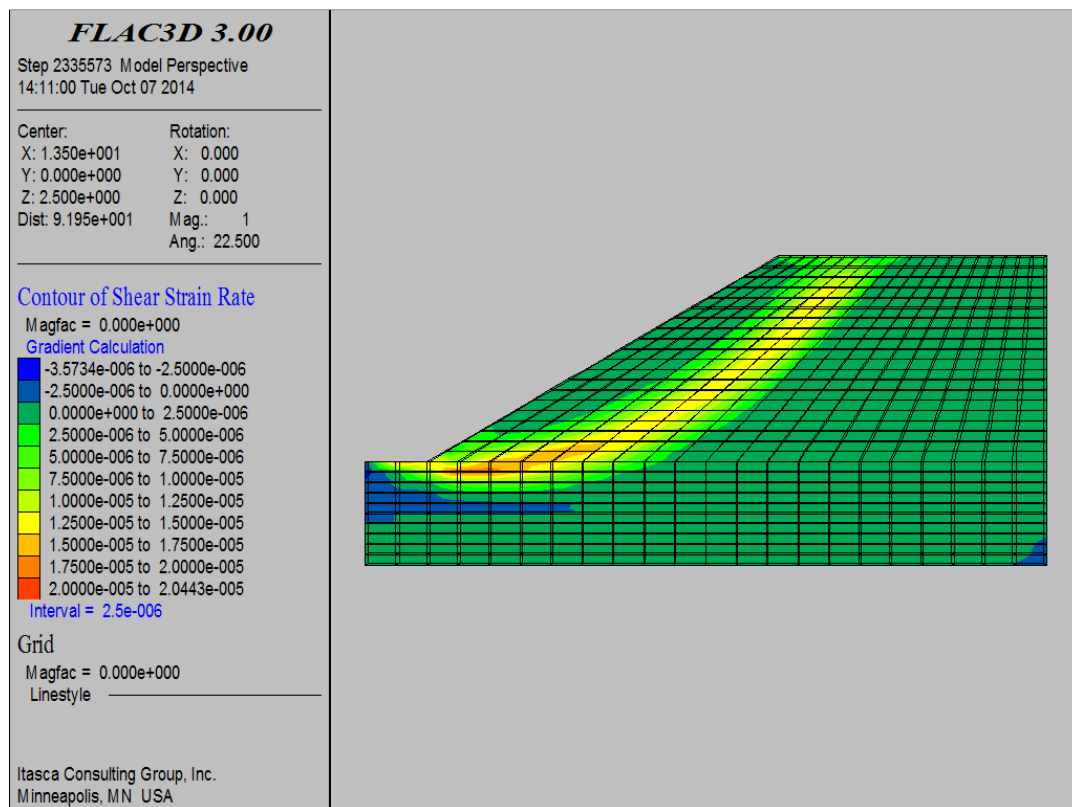 FLAC3D 3.00
Step 2335573 Model Perspective
14:11:00 Tue Oct 07 2014
Center:
X: 1.350e+001
Y: 0.000e+000
Z: 2.500e+000
Dist: 9.195e+001
Rotation:
X: 0.000
Y: 0.000
Z: 0.000
Mag.: 1
Ang.: 22.500
Contour of Shear Strain Rate
Magfac = 0.000e+000
Gradient Calculation
-3.5734e-006 to -2.5000e-006
-2.5000e-006 to 0.0000e+000
0.0000e+000 to 2.5000e-006
2.5000e-006 to 5.0000e-006
5.0000e-006 to 7.5000e-006
7.5000e-006 to 1.0000e-005
1.0000e-005 to 1.2500e-005
1.2500e-005 to 1.5000e-005
1.5000e-005 to 1.7500e-005
1.7500e-005 to 2.0000e-005
2.0000e-005 to 2.0443e-005
Interval = 2.5e-006
Grid
Magfac = 0.000e+000
Linestyle
Itasca Consulting Group, Inc.
Minneapolis, MN USA